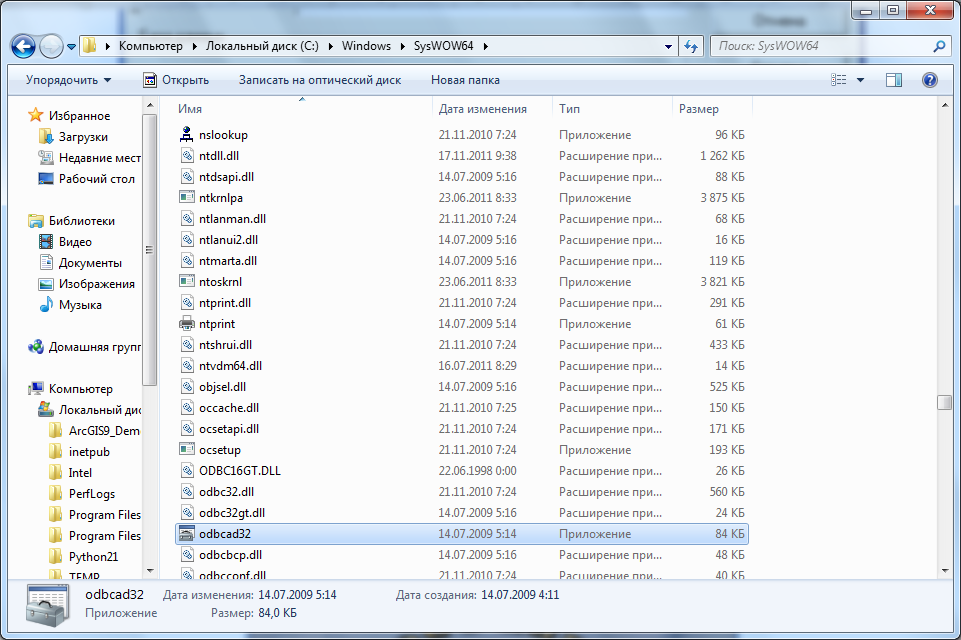 Компьютер Локальный диск (C:) Windows SysWOW64 Поиск: SysWOW64
Упорядочить Открыть Записать на оптический диск Новая папка
Избранное
Загрузки
Недавние мест
Рабочий стол
Библиотеки
Видео
Документы
Изображения
Музыка
Домашняя групп
Компьютер
Локальный дис
ArcGIS9_Dem
inetpub
Intel
PerfLogs
Program Files
Program Files
Python21
TEMP
Имя Дата изменения Тип Размер
nslookup 21.11.2010 7:24 Приложение 96 КБ
ntdll.dll 17.11.2011 9:38 Расширение при... 1 262 КБ
ntdsapi.dll 14.07.2009 5:16 Расширение при... 88 КБ
ntkrnlpa 23.06.2011 8:33 Приложение 3 875 КБ
ntlanman.dll 21.11.2010 7:24 Расширение при... 68 КБ
ntlanui2.dll 14.07.2009 5:16 Расширение при... 16 КБ
ntmarta.dll 14.07.2009 5:16 Расширение при... 119 КБ
ntoskrnl 23.06.2011 8:33 Приложение 3 821 КБ
ntprint.dll 21.11.2010 7:24 Расширение при... 291 КБ
ntprint 14.07.2009 5:14 Приложение 61 КБ
ntshrui.dll 21.11.2010 7:24 Расширение при... 433 КБ
ntvdm64.dll 16.07.2011 8:29 Расширение при... 14 КБ
objsel.dll 14.07.2009 5:16 Расширение при... 525 КБ
occache.dll 21.11.2010 7:25 Расширение при... 150 КБ
ocsetapi.dll 21.11.2010 7:24 Расширение при... 171 КБ
ocsetup 21.11.2010 7:24 Приложение 193 КБ
ODBC16GT.DLL 22.06.1998 0:00 Расширение при... 26 КБ
odbc32.dll 21.11.2010 7:24 Расширение при... 560 КБ
odbc32gt.dll 14.07.2009 5:16 Расширение при... 24 КБ
odbcad32 14.07.2009 5:14 Приложение 84 КБ
odbcbcp.dll 14.07.2009 5:16 Расширение при... 48 КБ
odbcconf.dll 21.11.2010 7:24 Расширение при... 40 КБ
odbcad32 Дата изменения: 14.07.2009 5:14 Дата создания: 14.07.2009 4:11
Приложение Размер: 84,0 КБ